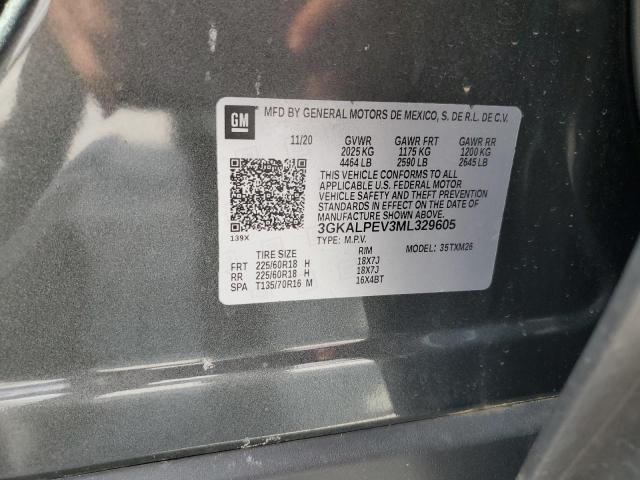 GM
MFD BY GENERAL MOTORS DE MEXICO, S. DE R.L. DE C.V.
11/20 GVWR GAWR FRT GAWR RR
2025 KG 1175 KG 1200 KG
4464 LB 2590 LB 2645 LB
THIS VEHICLE CONFORMS TO ALL
APPLICABLE U.S. FEDERAL MOTOR
VEHICLE SAFETY AND THEFT PREVENTION
STANDARDS IN EFFECT ON THE DATE OF
MANUFACTURE SHOWN ABOVE.
3GKALPEV3ML329605
139X TYPE: M.P.V. MODEL: 35TXM26
TIRE SIZE RIM
FRT 225/60R18 H 18X7J
RR 225/60R18 H 18X7J
SPA T135/70R16 M 16X4BT